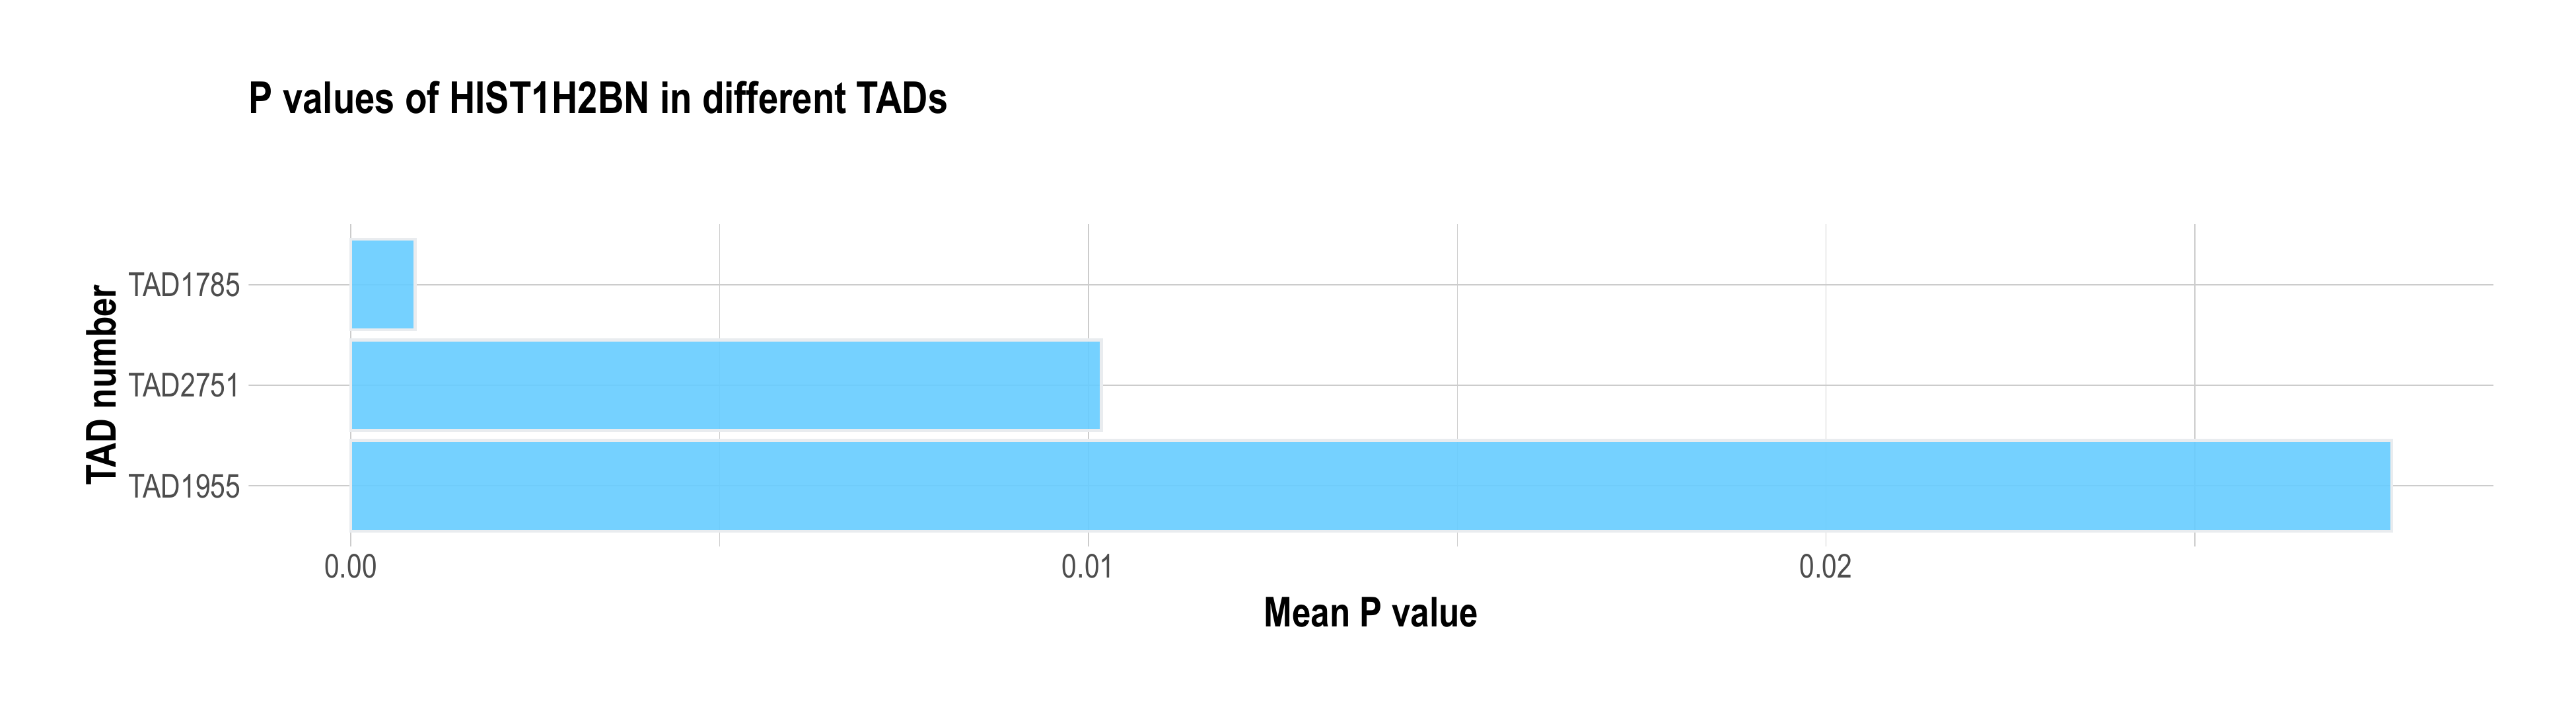 P values of HIST1H2BN in different TADs
TAD number
TAD1785
TAD2751
TAD1955
0.00
0.01
0.02
Mean P value